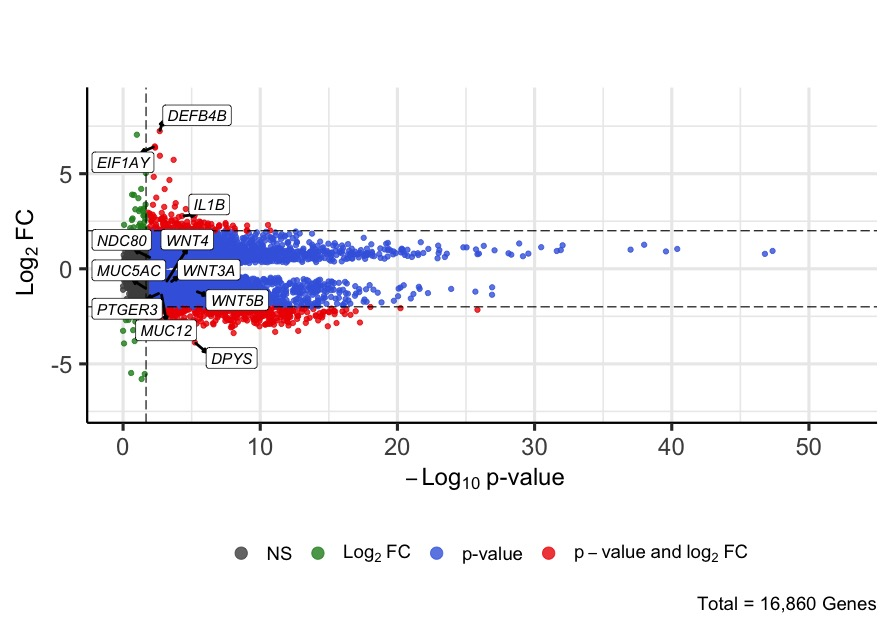 DEFB4B
EIF1AY
IL1B
NDC80
WNT4
MUC5AC
WNT3A
WNT5B
PTGER3
MUC12
DPYS
5
0
-5
Log₂ FC
0 10 20 30 40 50
−Log₁₀ p-value
NS Log₂ FC p-value p − value and log₂ FC
Total = 16,860 Genes